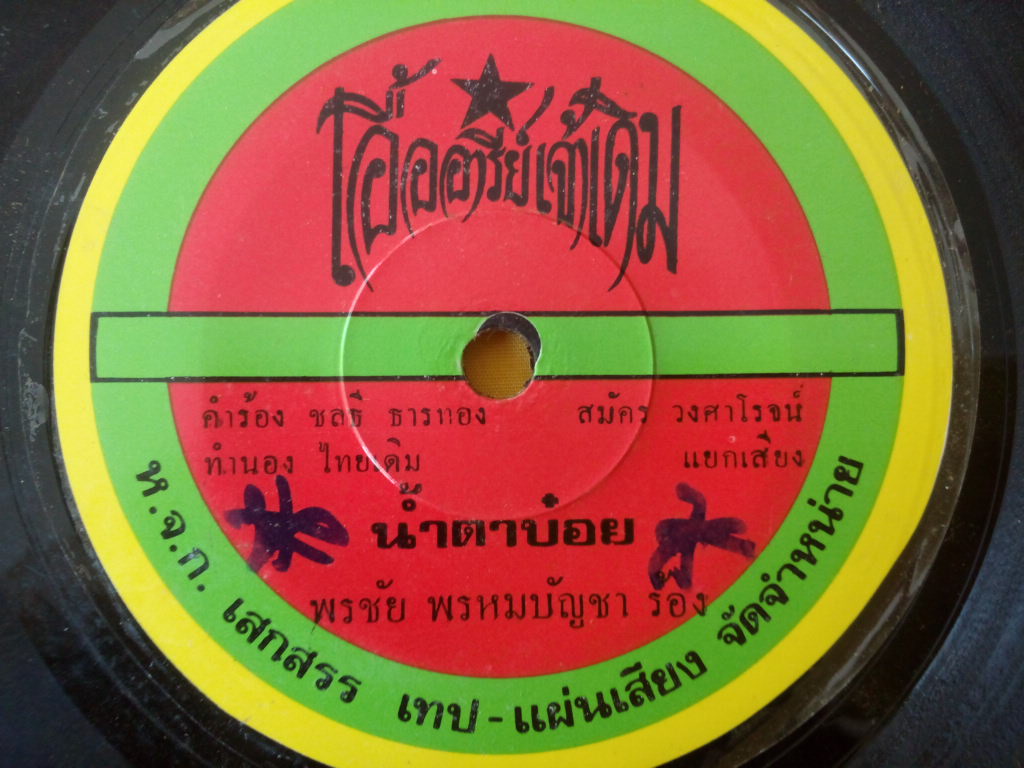 โอ้ออารีย์เจ้าเดิม
คำร้อง ชลธี ธารทอง
สมัคร วงศาโรจน์
ทำนอง ไทยเดิม
แยกเสียง
น้ำตาบ๋อย
พรชัย พรหมบัญชา ร้อง
ห.จ.ก. เสกสรร เทป - แผ่นเสียง จัดจำหน่าย